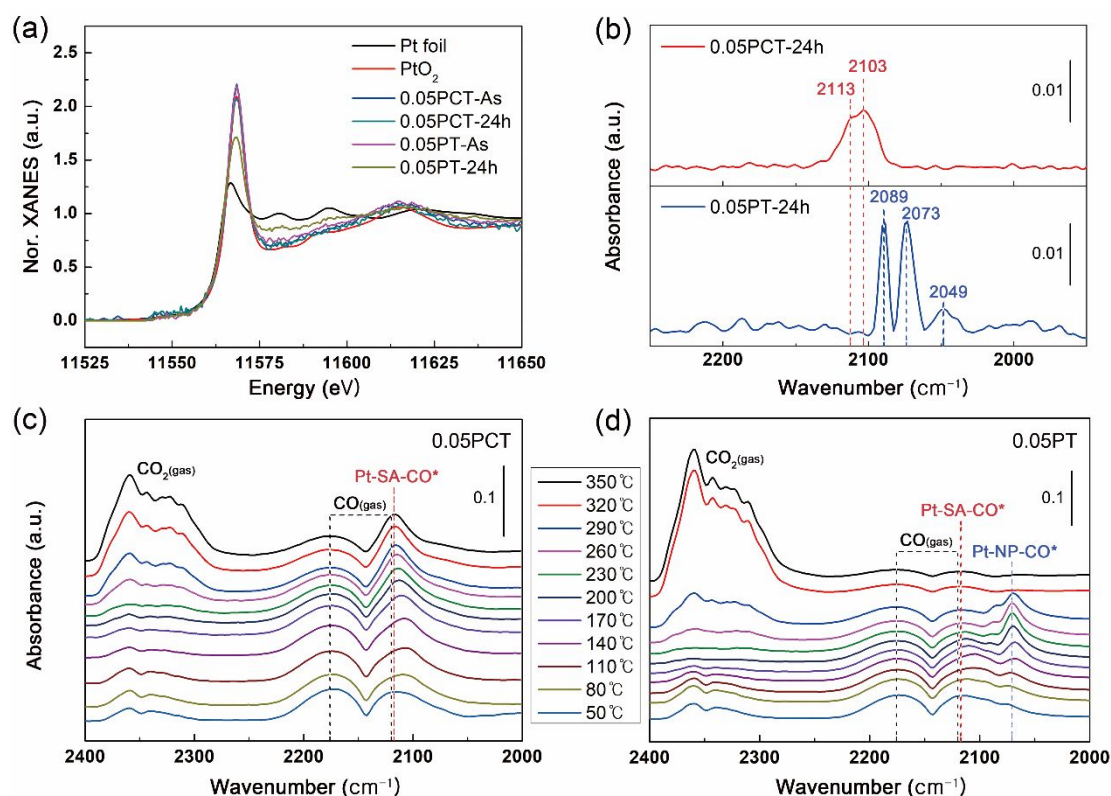 (a)
2.5
2.0
1.5
1.0
0.5
0.0
Nor. XANES (a.u.)
Pt foil
PtO₂
0.05PCT-As
0.05PCT-24h
0.05PT-As
0.05PT-24h
11525 11550 11575 11600 11625 11650
Energy (eV)
(b)
0.05PCT-24h
2103
2113
0.01
Absorbance (a.u.)
0.05PT-24h
2089
2073
2049
0.01
2200 2100 2000
Wavenumber (cm⁻¹)
(c)
0.05PCT
CO₂(gas)
Pt-SA-CO*
CO(gas)
0.1
Absorbance (a.u.)
2400 2300 2200 2100 2000
Wavenumber (cm⁻¹)
350℃
320℃
290℃
260℃
230℃
200℃
170℃
140℃
110℃
80℃
50℃
(d)
0.05PT
CO₂(gas)
0.1
Pt-SA-CO*
CO(gas)
Pt-NP-CO*
2400 2300 2200 2100 2000
Wavenumber (cm⁻¹)